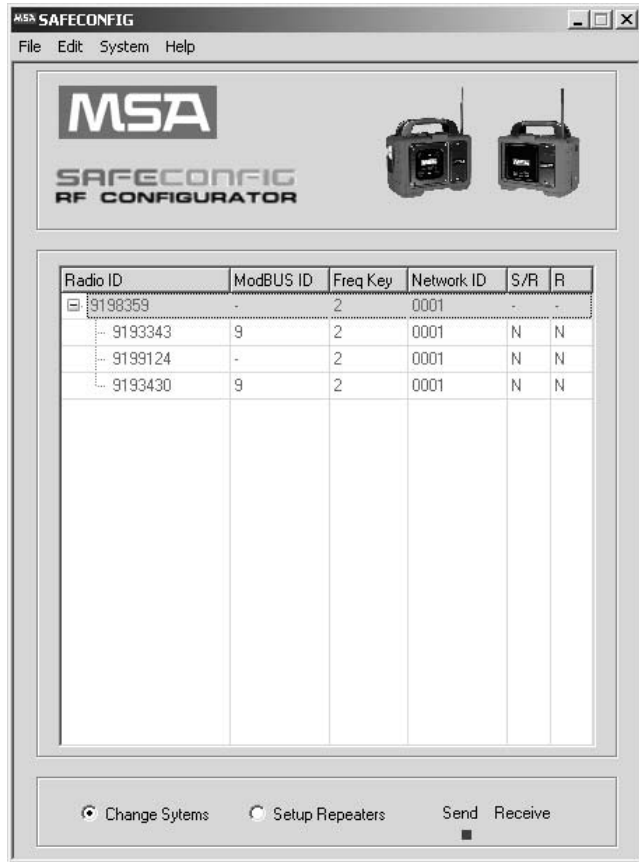 MSA SAFECONFIG
File Edit System Help
MSA
SAFECONFIG
RF CONFIGURATOR
Radio ID ModBUS ID Freq Key Network ID S/R R
9198359 - 2 0001 - -
9193343 9 2 0001 N N
9199124 - 2 0001 N N
9193430 9 2 0001 N N
Change Sytems Setup Repeaters Send Receive